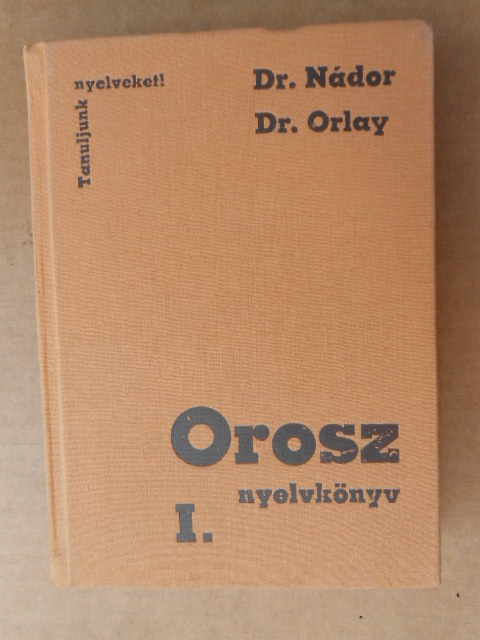 Tanuljunk
nyelveket!
Dr. Nádor
Dr. Orlay
Orosz
nyelvkönyv
I.